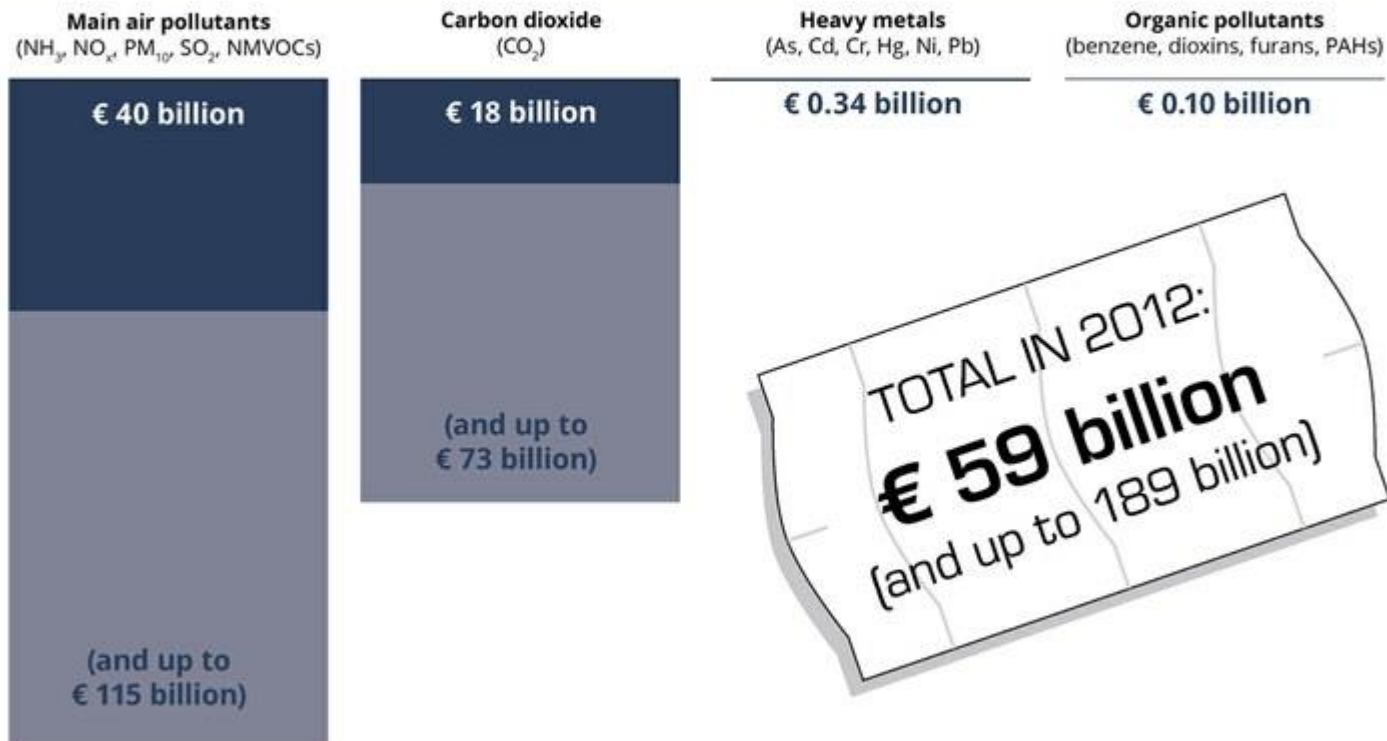 Main air pollutants
(NH₃, NOₓ, PM₁₀, SO₂, NMVOCs)
€ 40 billion
(and up to
€ 115 billion)
Carbon dioxide
(CO₂)
€ 18 billion
(and up to
€ 73 billion)
Heavy metals
(As, Cd, Cr, Hg, Ni, Pb)
€ 0.34 billion
Organic pollutants
(benzene, dioxins, furans, PAHs)
€ 0.10 billion
TOTAL IN 2012:
€ 59 billion
(and up to 189 billion)